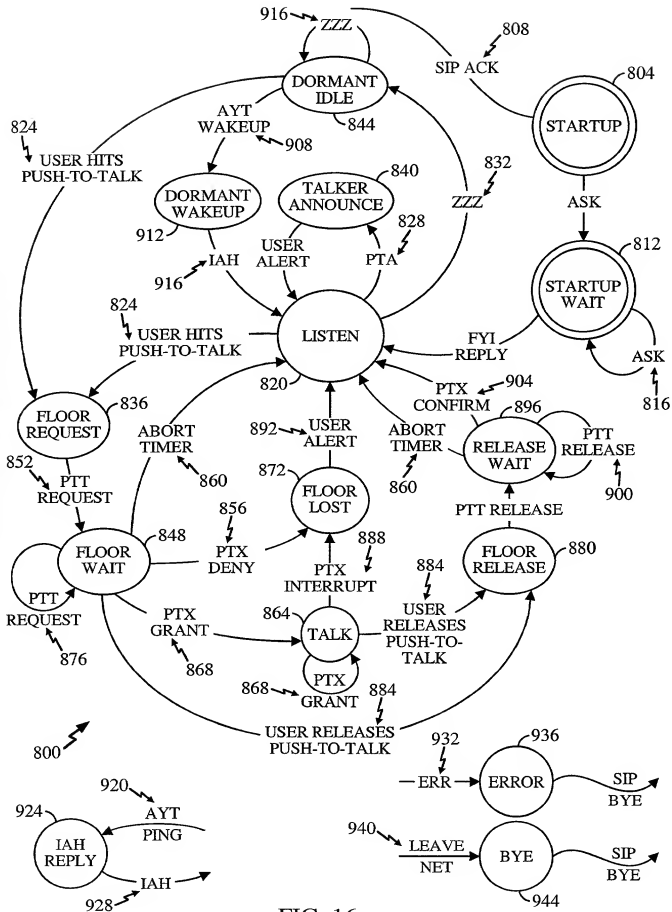 916
ZZZ
808
SIP ACK
804
STARTUP
DORMANT
IDLE
844
AYT
WAKEUP
908
824
USER HITS
PUSH-TO-TALK
840
TALKER
ANNOUNCE
832
ZZZ
ASK
DORMANT
WAKEUP
912
812
STARTUP
WAIT
IAH
916
USER
ALERT
828
PTA
824
USER HITS
PUSH-TO-TALK
LISTEN
820
FYI
REPLY
ASK
816
FLOOR
REQUEST
836
904
PTX
CONFIRM
896
RELEASE
WAIT
PTT
RELEASE
900
ABORT
TIMER
860
892
USER
ALERT
ABORT
TIMER
860
852
PTT
REQUEST
872
FLOOR
LOST
PTT RELEASE
FLOOR
WAIT
848
856
PTX
DENY
888
PTX
INTERRUPT
884
FLOOR
RELEASE
880
PTT
REQUEST
876
PTX
GRANT
868
864
TALK
USER
RELEASES
PUSH-TO-
TALK
868
PTX
GRANT
884
USER RELEASES
PUSH-TO-TALK
800
932
ERR
936
ERROR
SIP
BYE
920
AYT
PING
924
IAH
REPLY
IAH
928
940
LEAVE
NET
BYE
944
SIP
BYE
FIG. 16